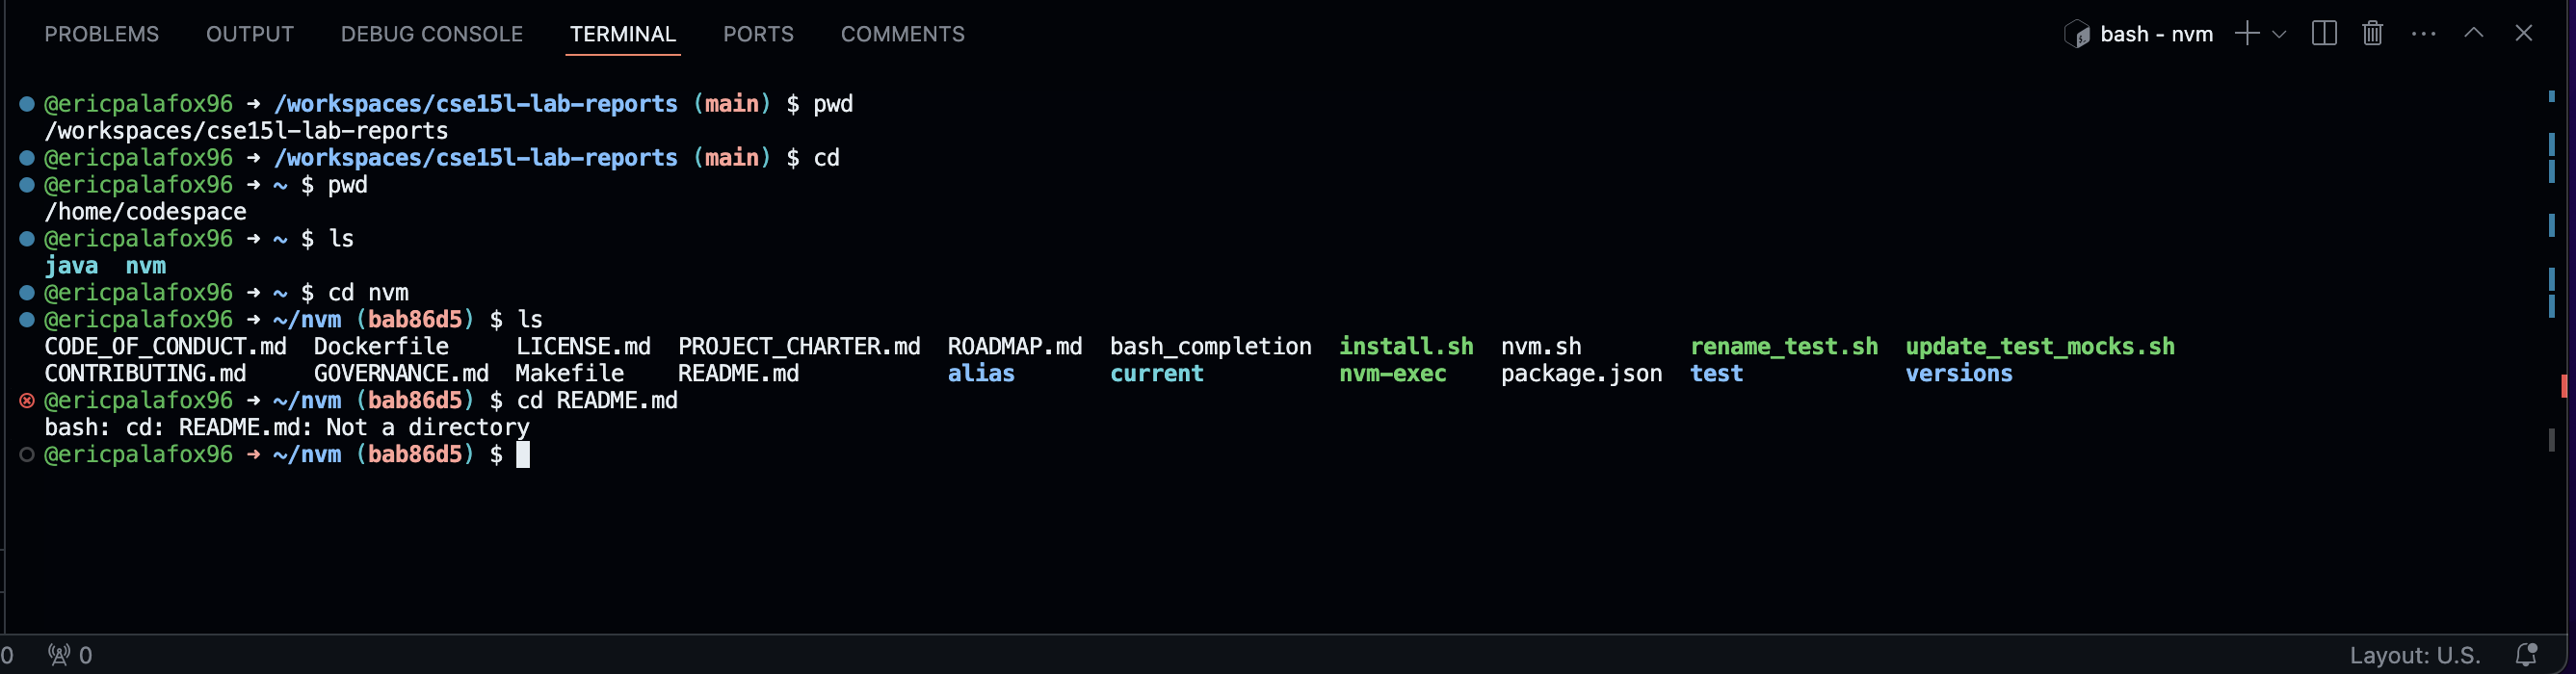 PROBLEMS OUTPUT DEBUG CONSOLE TERMINAL PORTS COMMENTS bash - nvm
@ericpalafox96 → /workspaces/cse15l-lab-reports (main) $ pwd
/workspaces/cse15l-lab-reports
@ericpalafox96 → /workspaces/cse15l-lab-reports (main) $ cd
@ericpalafox96 → ~ $ pwd
/home/codespace
@ericpalafox96 → ~ $ ls
java  nvm
@ericpalafox96 → ~ $ cd nvm
@ericpalafox96 → ~/nvm (bab86d5) $ ls
CODE_OF_CONDUCT.md  Dockerfile     LICENSE.md  PROJECT_CHARTER.md  ROADMAP.md  bash_completion  install.sh  nvm.sh        rename_test.sh  update_test_mocks.sh
CONTRIBUTING.md     GOVERNANCE.md  Makefile    README.md           alias       current          nvm-exec    package.json  test            versions
@ericpalafox96 → ~/nvm (bab86d5) $ cd README.md
bash: cd: README.md: Not a directory
@ericpalafox96 → ~/nvm (bab86d5) $
0 0 Layout: U.S.